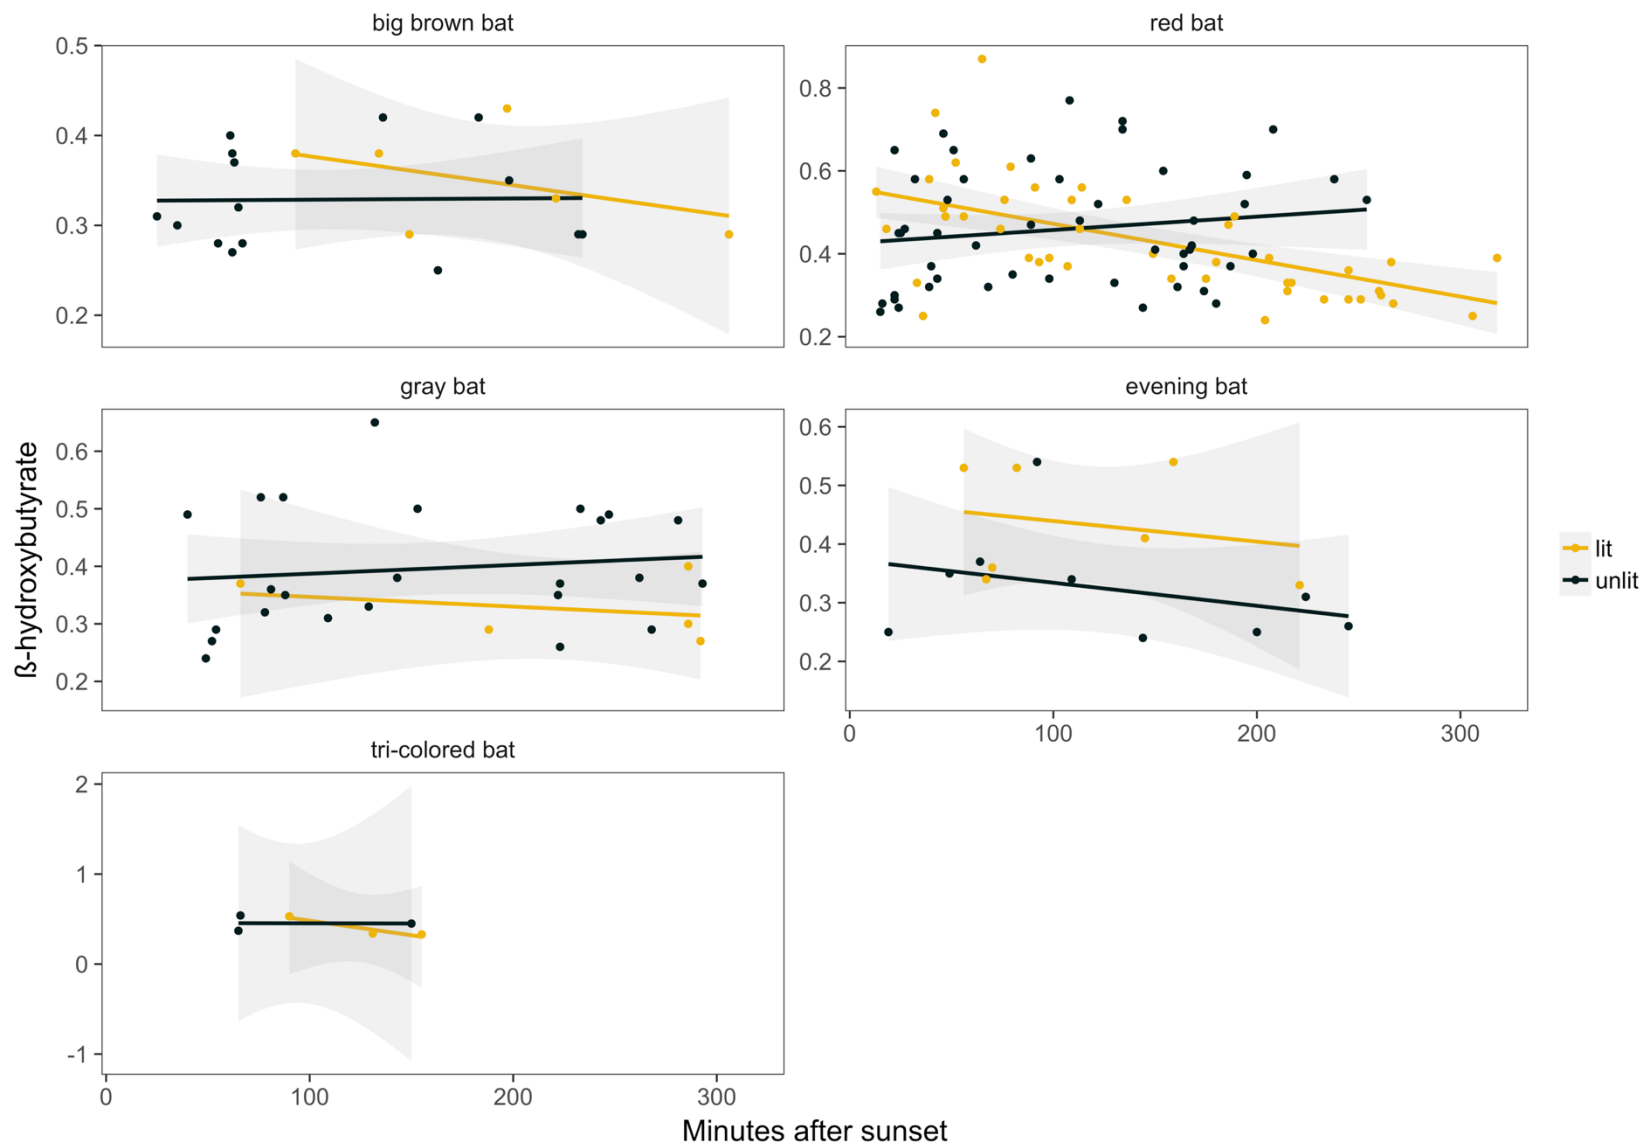 big brown bat
red bat
0.5
0.4
0.3
0.2
0.8
0.6
0.4
0.2
gray bat
evening bat
0.6
0.5
0.4
0.3
0.2
0.6
0.5
0.4
0.3
0.2
0 100 200 300
tri-colored bat
2
1
0
-1
0 100 200 300
ß-hydroxybutyrate
Minutes after sunset
lit
unlit